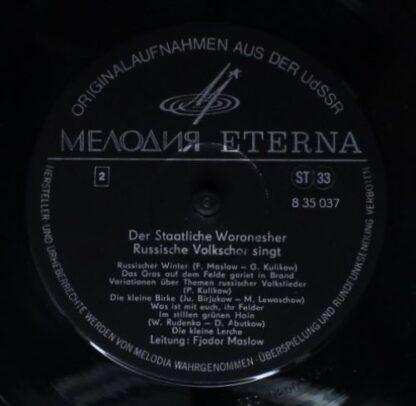 ORIGINALAUFNAHMEN AUS DER UdSSR
МЕЛОДИЯ ETERNA
2
ST 33
8 35 037
Der Staatliche Woronesher
Russische Volkschor singt
Russischer Winter (F. Maslow – G. Kulikow)
Das Gras auf dem Felde geriet in Brand
Variationen über Themen russischer Volkslieder
(P. Kulikow)
Die kleine Birke (Ju. Birjukow – M. Lewaschow)
Was ist mit euch, ihr Felder
Im stillen grünen Hain
(W. Rudenko – D. Abutkow)
Die kleine Lerche
Leitung: Fjodor Maslow
HERSTELLER- UND URHEBERRECHTE WERDEN VON MELODIA WAHRGENOMMEN · ÜBERSPIELUNG UND RUNDFUNKSENDUNG VERBOTEN